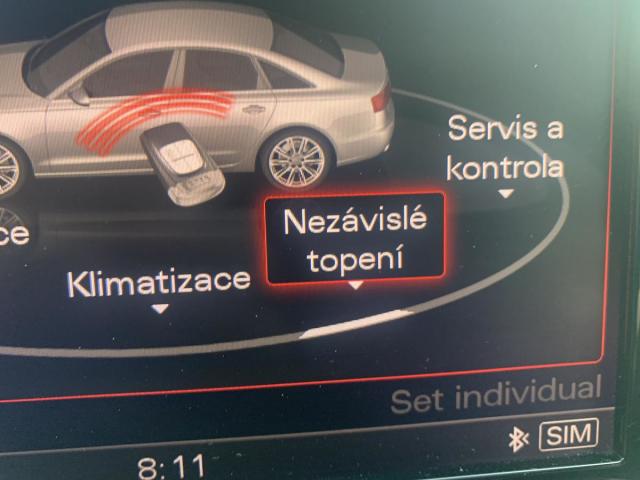 Servis a
kontrola
Nezávislé
topení
ce
Klimatizace
Set individual
SIM
8:11